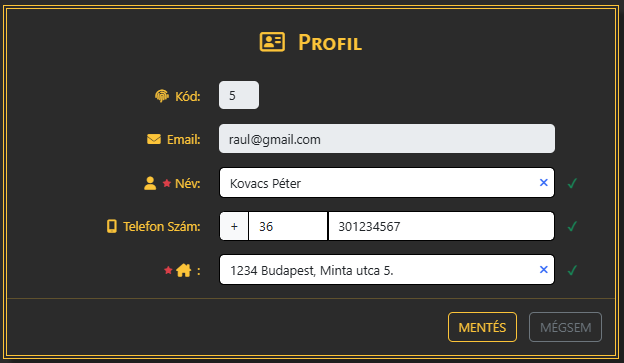 Profil
Kód: 5
Email: raul@gmail.com
* Név: Kovacs Péter × ✓
Telefon Szám: + 36 301234567 ✓
* : 1234 Budapest, Minta utca 5. × ✓
MENTÉS MÉGSEM